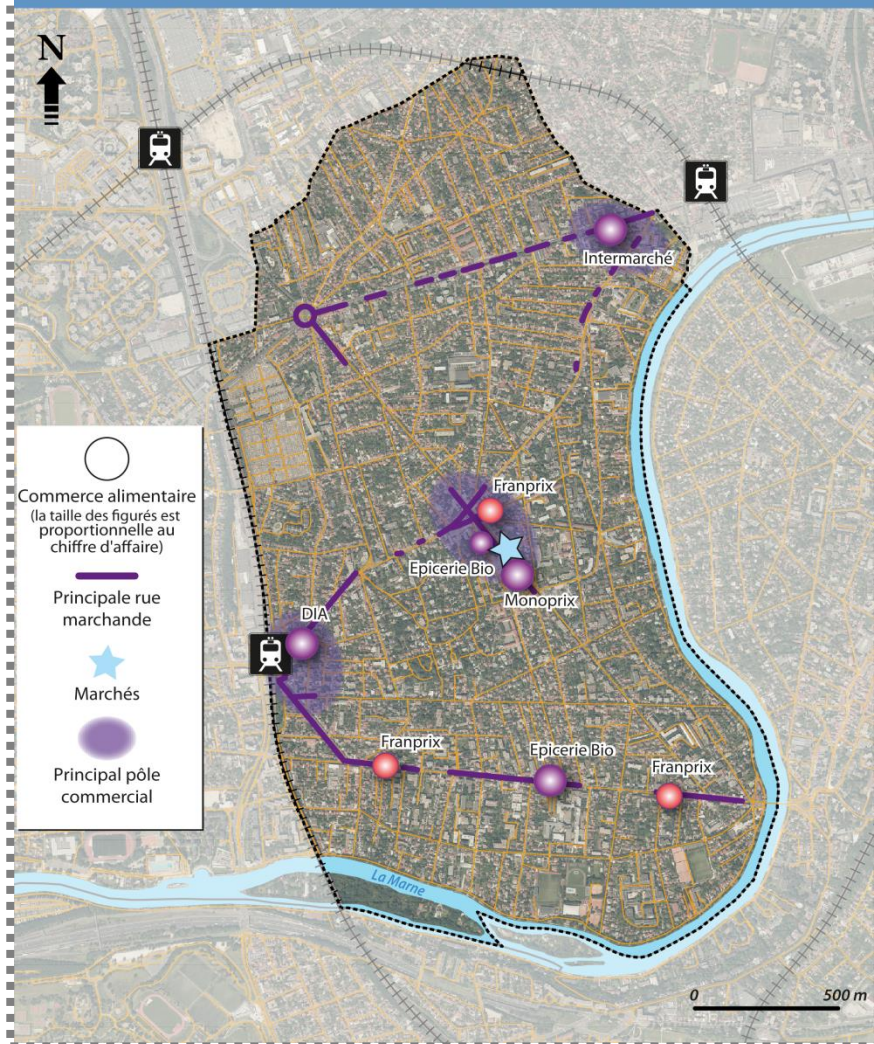 N
Intermarché
Franprix
Epicerie Bio
Monoprix
DIA
Franprix
Epicerie Bio
Franprix
La Marne
Commerce alimentaire
(la taille des figurés est
proportionnelle au
chiffre d'affaire)
Principale rue
marchande
Marchés
Principal pôle
commercial
0 500 m